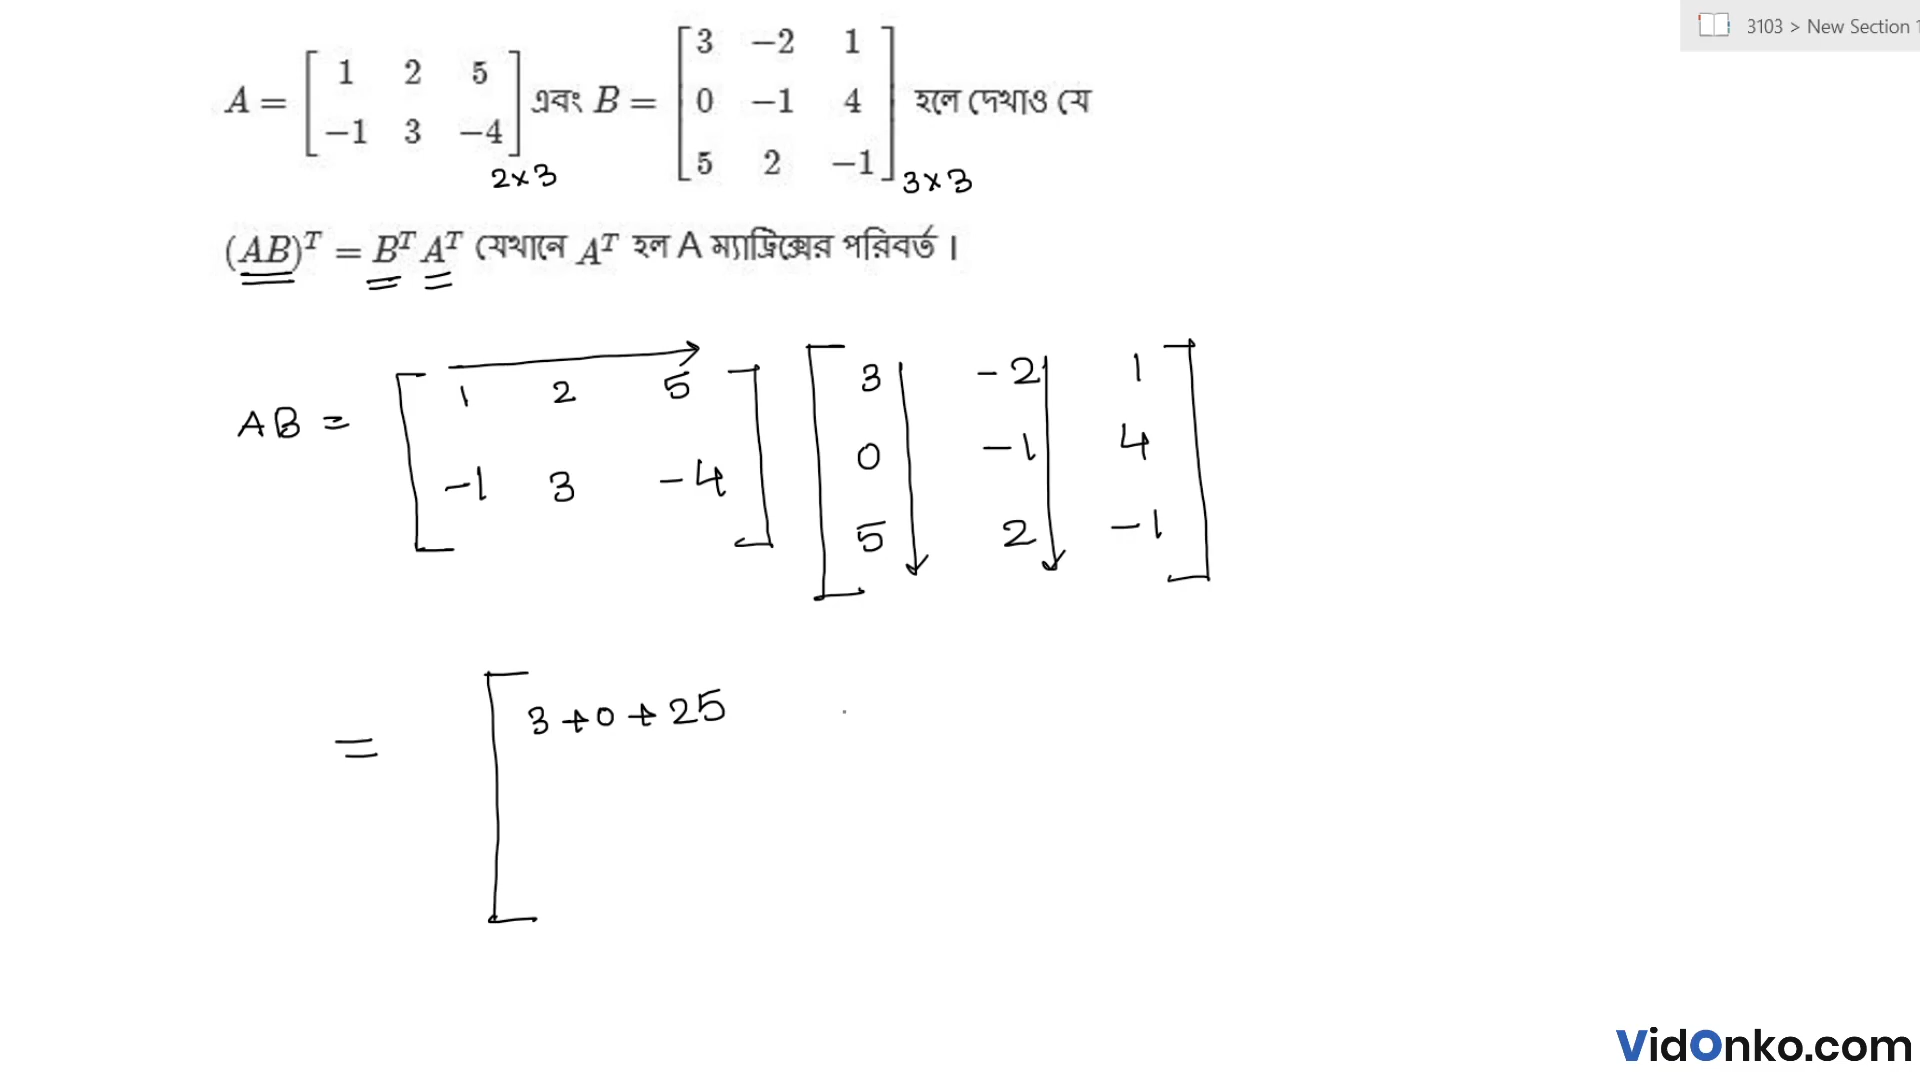 3103 > New Section 1
A = [ 1 2 5 এবং B = [ 3 -2 1 হলে দেখাও যে
-1 3 -4 ] 0 -1 4
5 2 -1 ]
2×3 3×3
(AB)^T = B^T A^T যেখানে A^T হল A ম্যাট্রিক্সের পরিবর্ত ।
AB = [ 1 2 5 ] [ 3 -2 1 ]
-1 3 -4 0 -1 4
5 2 -1
= [ 3+0+25
VidOnko.com